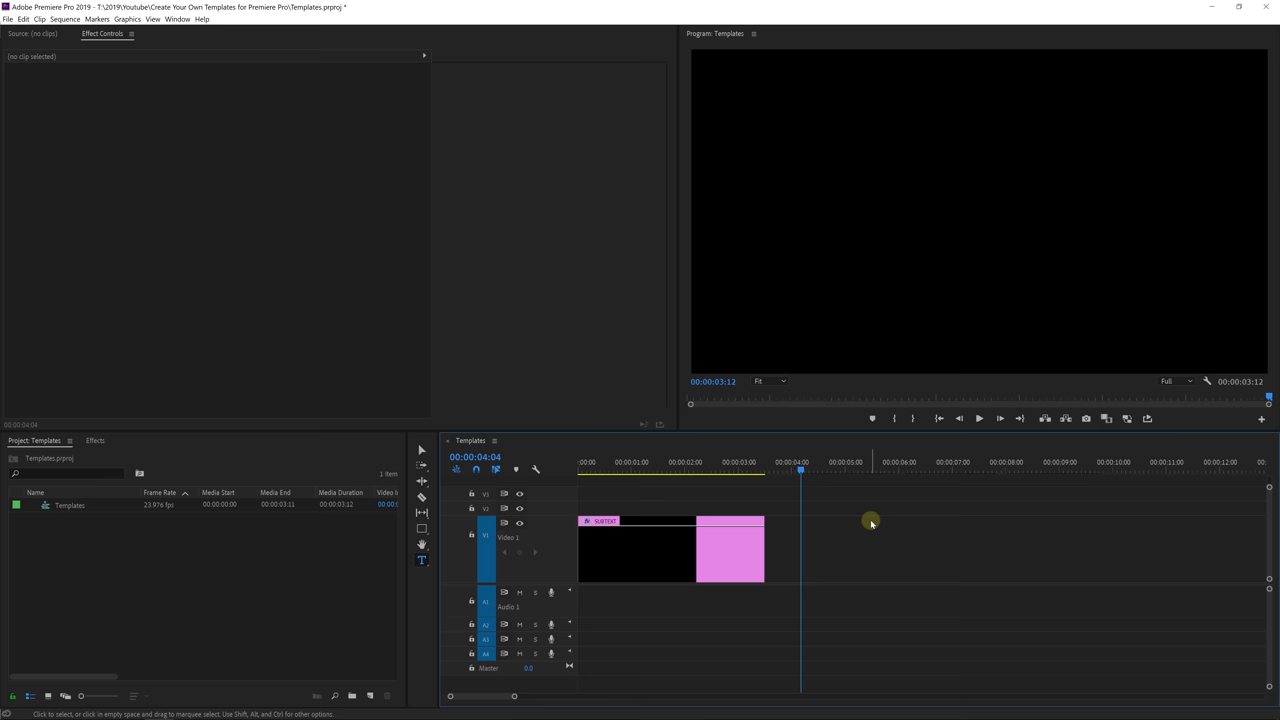 Adobe Premiere Pro 2019 - T:\2019\Youtube\Create Your Own Templates for Premiere Pro\Templates.prproj *
File Edit Clip Sequence Markers Graphics View Window Help
Source: (no clips) Effect Controls
Program: Templates
(no clip selected)
00:00:03:12 Fit Full 00:00:03:12
00:00:04:04
Project: Templates Effects
Templates.prproj
1 Item
Name Frame Rate Media Start Media End Media Duration Video I
Templates 23.976 fps 00:00:00:00 00:00:03:11 00:00:03:12 00:00:
Templates
00:00:04:04
:00:00 00:00:01:00 00:00:02:00 00:00:03:00 00:00:04:00 00:00:05:00 00:00:06:00 00:00:07:00 00:00:08:00 00:00:09:00 00:00:10:00 00:00:11:00 00:00:12:00 00:
V3
V2
fx SUBTEXT
V1 Video 1
A1 M S
Audio 1
A2 M S
A3 M S
A4 M S
Master 0.0
Click to select, or click in empty space and drag to marquee select. Use Shift, Alt, and Ctrl for other options.